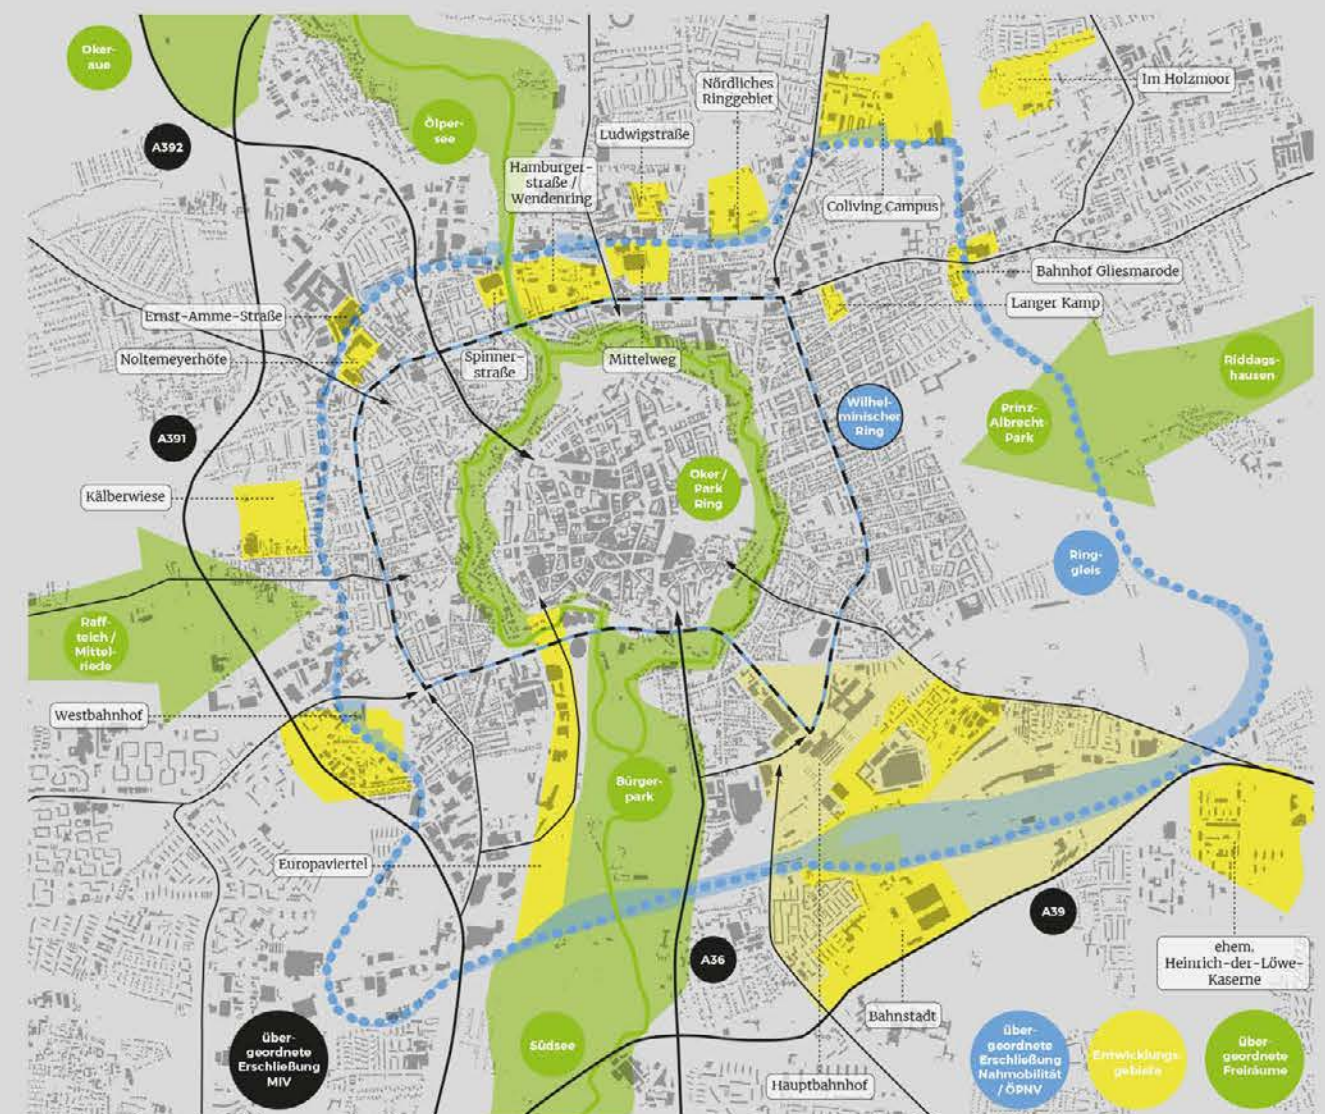 Oker-
aue
A392
Ölper-
see
Hamburger-
straße /
Wendenring
Ludwigstraße
Nördliches
Ringgebiet
Im Holzmoor
Coliving Campus
Bahnhof Gliesmarode
Langer Kamp
Ernst-Amme-Straße
Noltemeyerhöfe
Spinner-
straße
Mittelweg
Riddags-
hausen
Wilhel-
minischer
Ring
Prinz-
Albrecht-
Park
A391
Kälberwiese
Oker /
Park
Ring
Ring-
gleis
Raff-
teich /
Mittel-
riede
Westbahnhof
Bürger-
park
Europaviertel
A39
A36
ehem.
Heinrich-der-Löwe-
Kaserne
Bahnstadt
Südsee
Hauptbahnhof
über-
geordnete
Erschließung
MIV
über-
geordnete
Erschließung
Nahmobilität
/ ÖPNV
Entwicklungs-
gebiete
über
geordnete
Freiräume